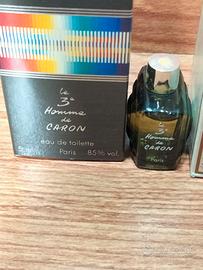 Le
3e
Homme
de
CARON
eau de toilette
Paris 85% vol.
Le
3e
Homme
de
CARON
Paris